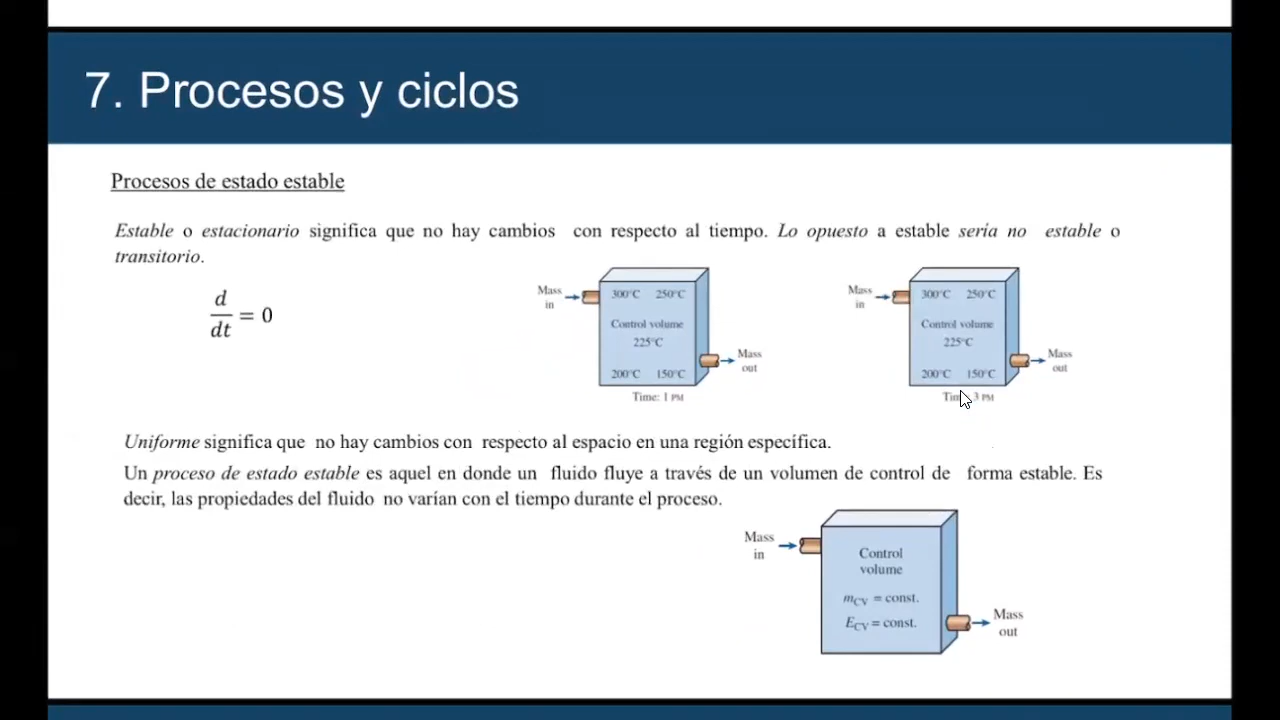 7. Procesos y ciclos
Procesos de estado estable
Estable o estacionario significa que no hay cambios con respecto al tiempo. Lo opuesto a estable sería no estable o
transitorio.
d
dt
= 0
Mass
in
300°C 250°C
Control volume
225°C
200°C 150°C
Mass
out
Time: 1 PM
Mass
in
300°C 250°C
Control volume
225°C
200°C 150°C
Mass
out
3 PM
Uniforme significa que no hay cambios con respecto al espacio en una región específica.
Un proceso de estado estable es aquel en donde un fluido fluye a través de un volumen de control de forma estable. Es
decir, las propiedades del fluido no varían con el tiempo durante el proceso.
Mass
in
Control
volume
mCV = const.
ECV = const.
Mass
out